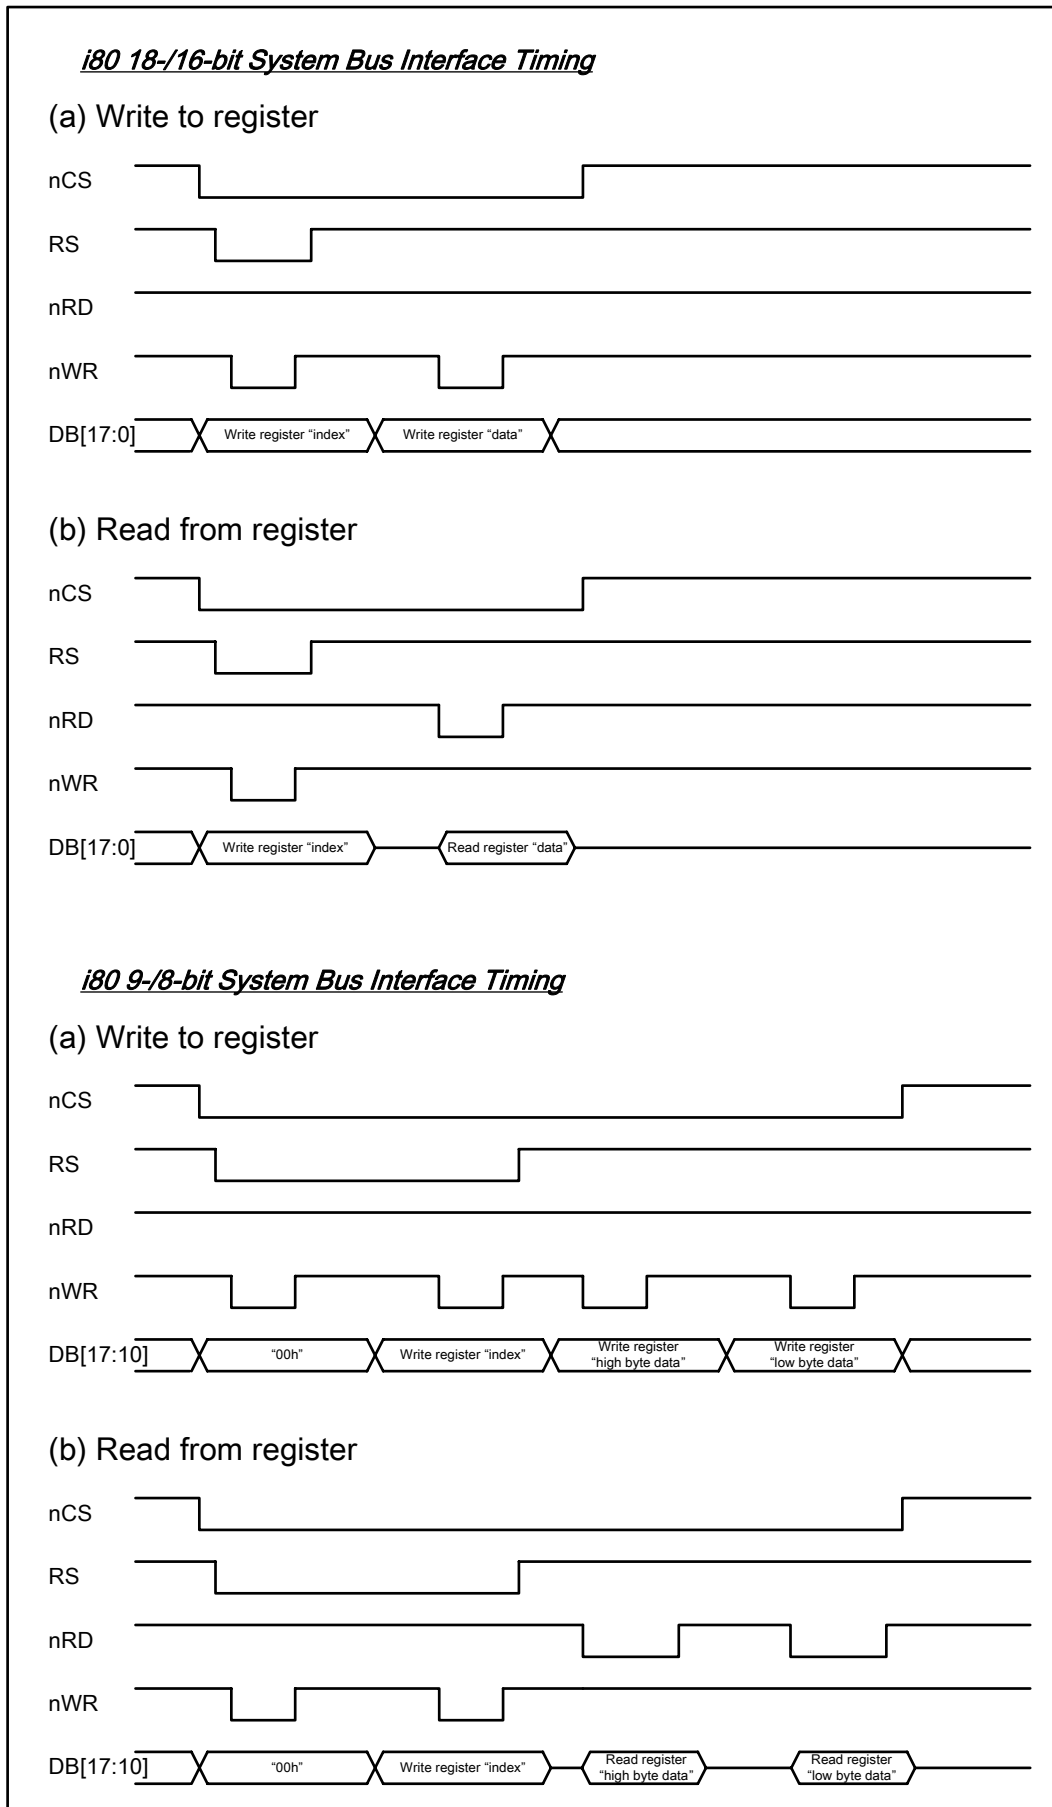 i80 18-/16-bit System Bus Interface Timing
(a) Write to register
nCS
RS
nRD
nWR
DB[17:0]
Write register “index”
Write register “data”
(b) Read from register
nCS
RS
nRD
nWR
DB[17:0]
Write register “index”
Read register “data”
i80 9-/8-bit System Bus Interface Timing
(a) Write to register
nCS
RS
nRD
nWR
DB[17:10]
“00h”
Write register “index”
Write register
“high byte data”
Write register
“low byte data”
(b) Read from register
nCS
RS
nRD
nWR
DB[17:10]
“00h”
Write register “index”
Read register
“high byte data”
Read register
“low byte data”